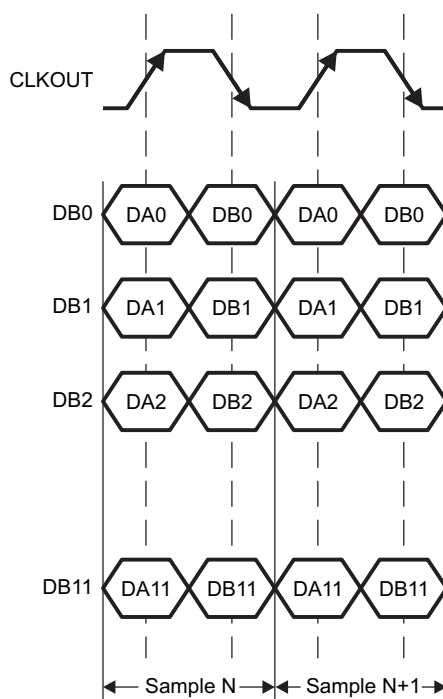 CLKOUT
DB0 DA0 DB0 DA0 DB0
DB1 DA1 DB1 DA1 DB1
DB2 DA2 DB2 DA2 DB2
DB11 DA11 DB11 DA11 DB11
Sample N Sample N+1